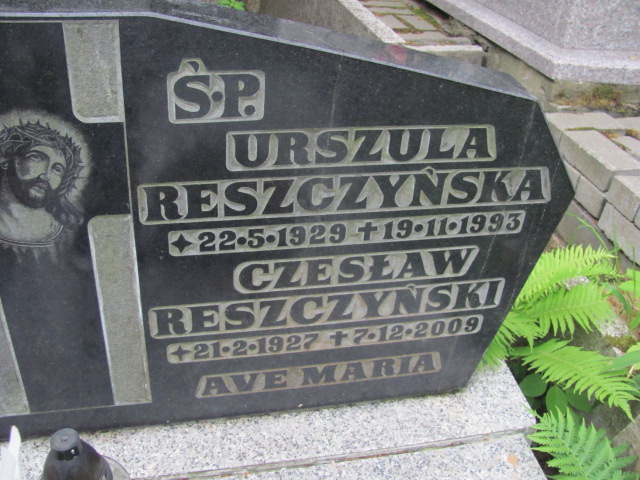 Ś.P.
URSZULA
RESZCZYŃSKA
✦22•5•1929 ✝19•11•1993
CZESŁAW
RESZCZYŃSKI
✦21•2•1927 ✝7•12•2009
AVE MARIA